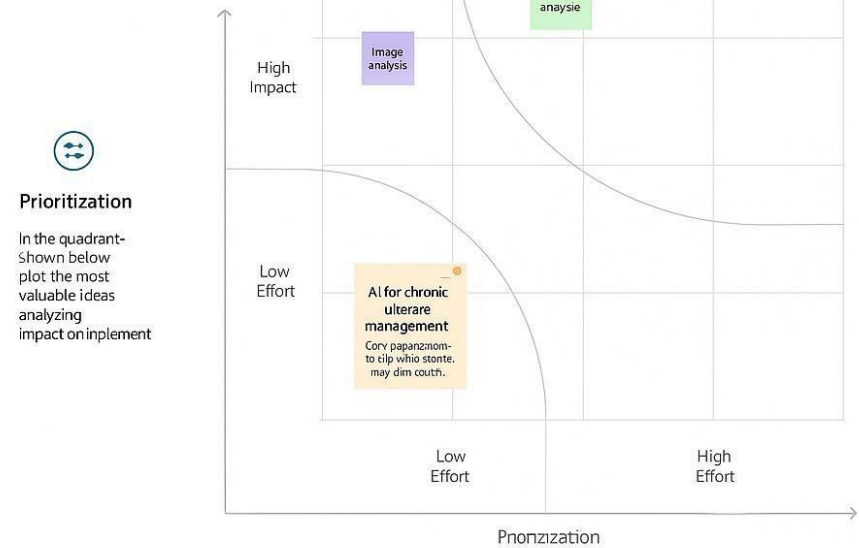 analysie
Image
analysis
High
Impact
Prioritization
In the quadrant-
shown below
plot the most
valuable ideas
analyzing
impact on inplement
Low
Effort
AI for chronic
ulterare
management
Corv papanzmom-
to tilp whio stonte.
may dim couth.
Low
Effort
High
Effort
Pnonzization